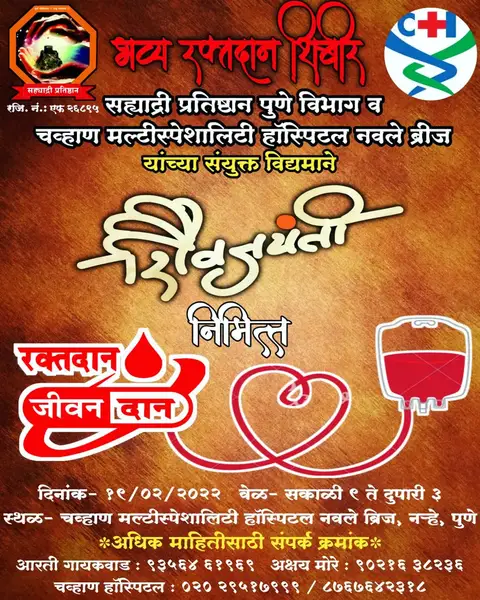 भव्य रक्तदान शिबीर
सह्याद्री प्रतिष्ठान
रजि. नं.: एफ २६८९५
CHI
सह्याद्री प्रतिष्ठान पुणे विभाग व
चव्हाण मल्टीस्पेशालिटी हॉस्पिटल नवले ब्रीज
यांच्या संयुक्त विद्यमाने
शिवजयंती
निमित्त
रक्तदान
जीवन दान
दिनांक- १९/०२/२०२२ वेळ- सकाळी ९ ते दुपारी ३
स्थळ- चव्हाण मल्टीस्पेशालिटी हॉस्पिटल नवले ब्रिज, नऱ्हे, पुणे
*अधिक माहितीसाठी संपर्क क्रमांक*
आरती गायकवाड : ९३५६४ ६१९६९ अक्षय मोरे : ९०२१६ ३८२३६
चव्हाण हॉस्पिटल : ०२० २९५१७९९९ / ८७६७६४२३१८